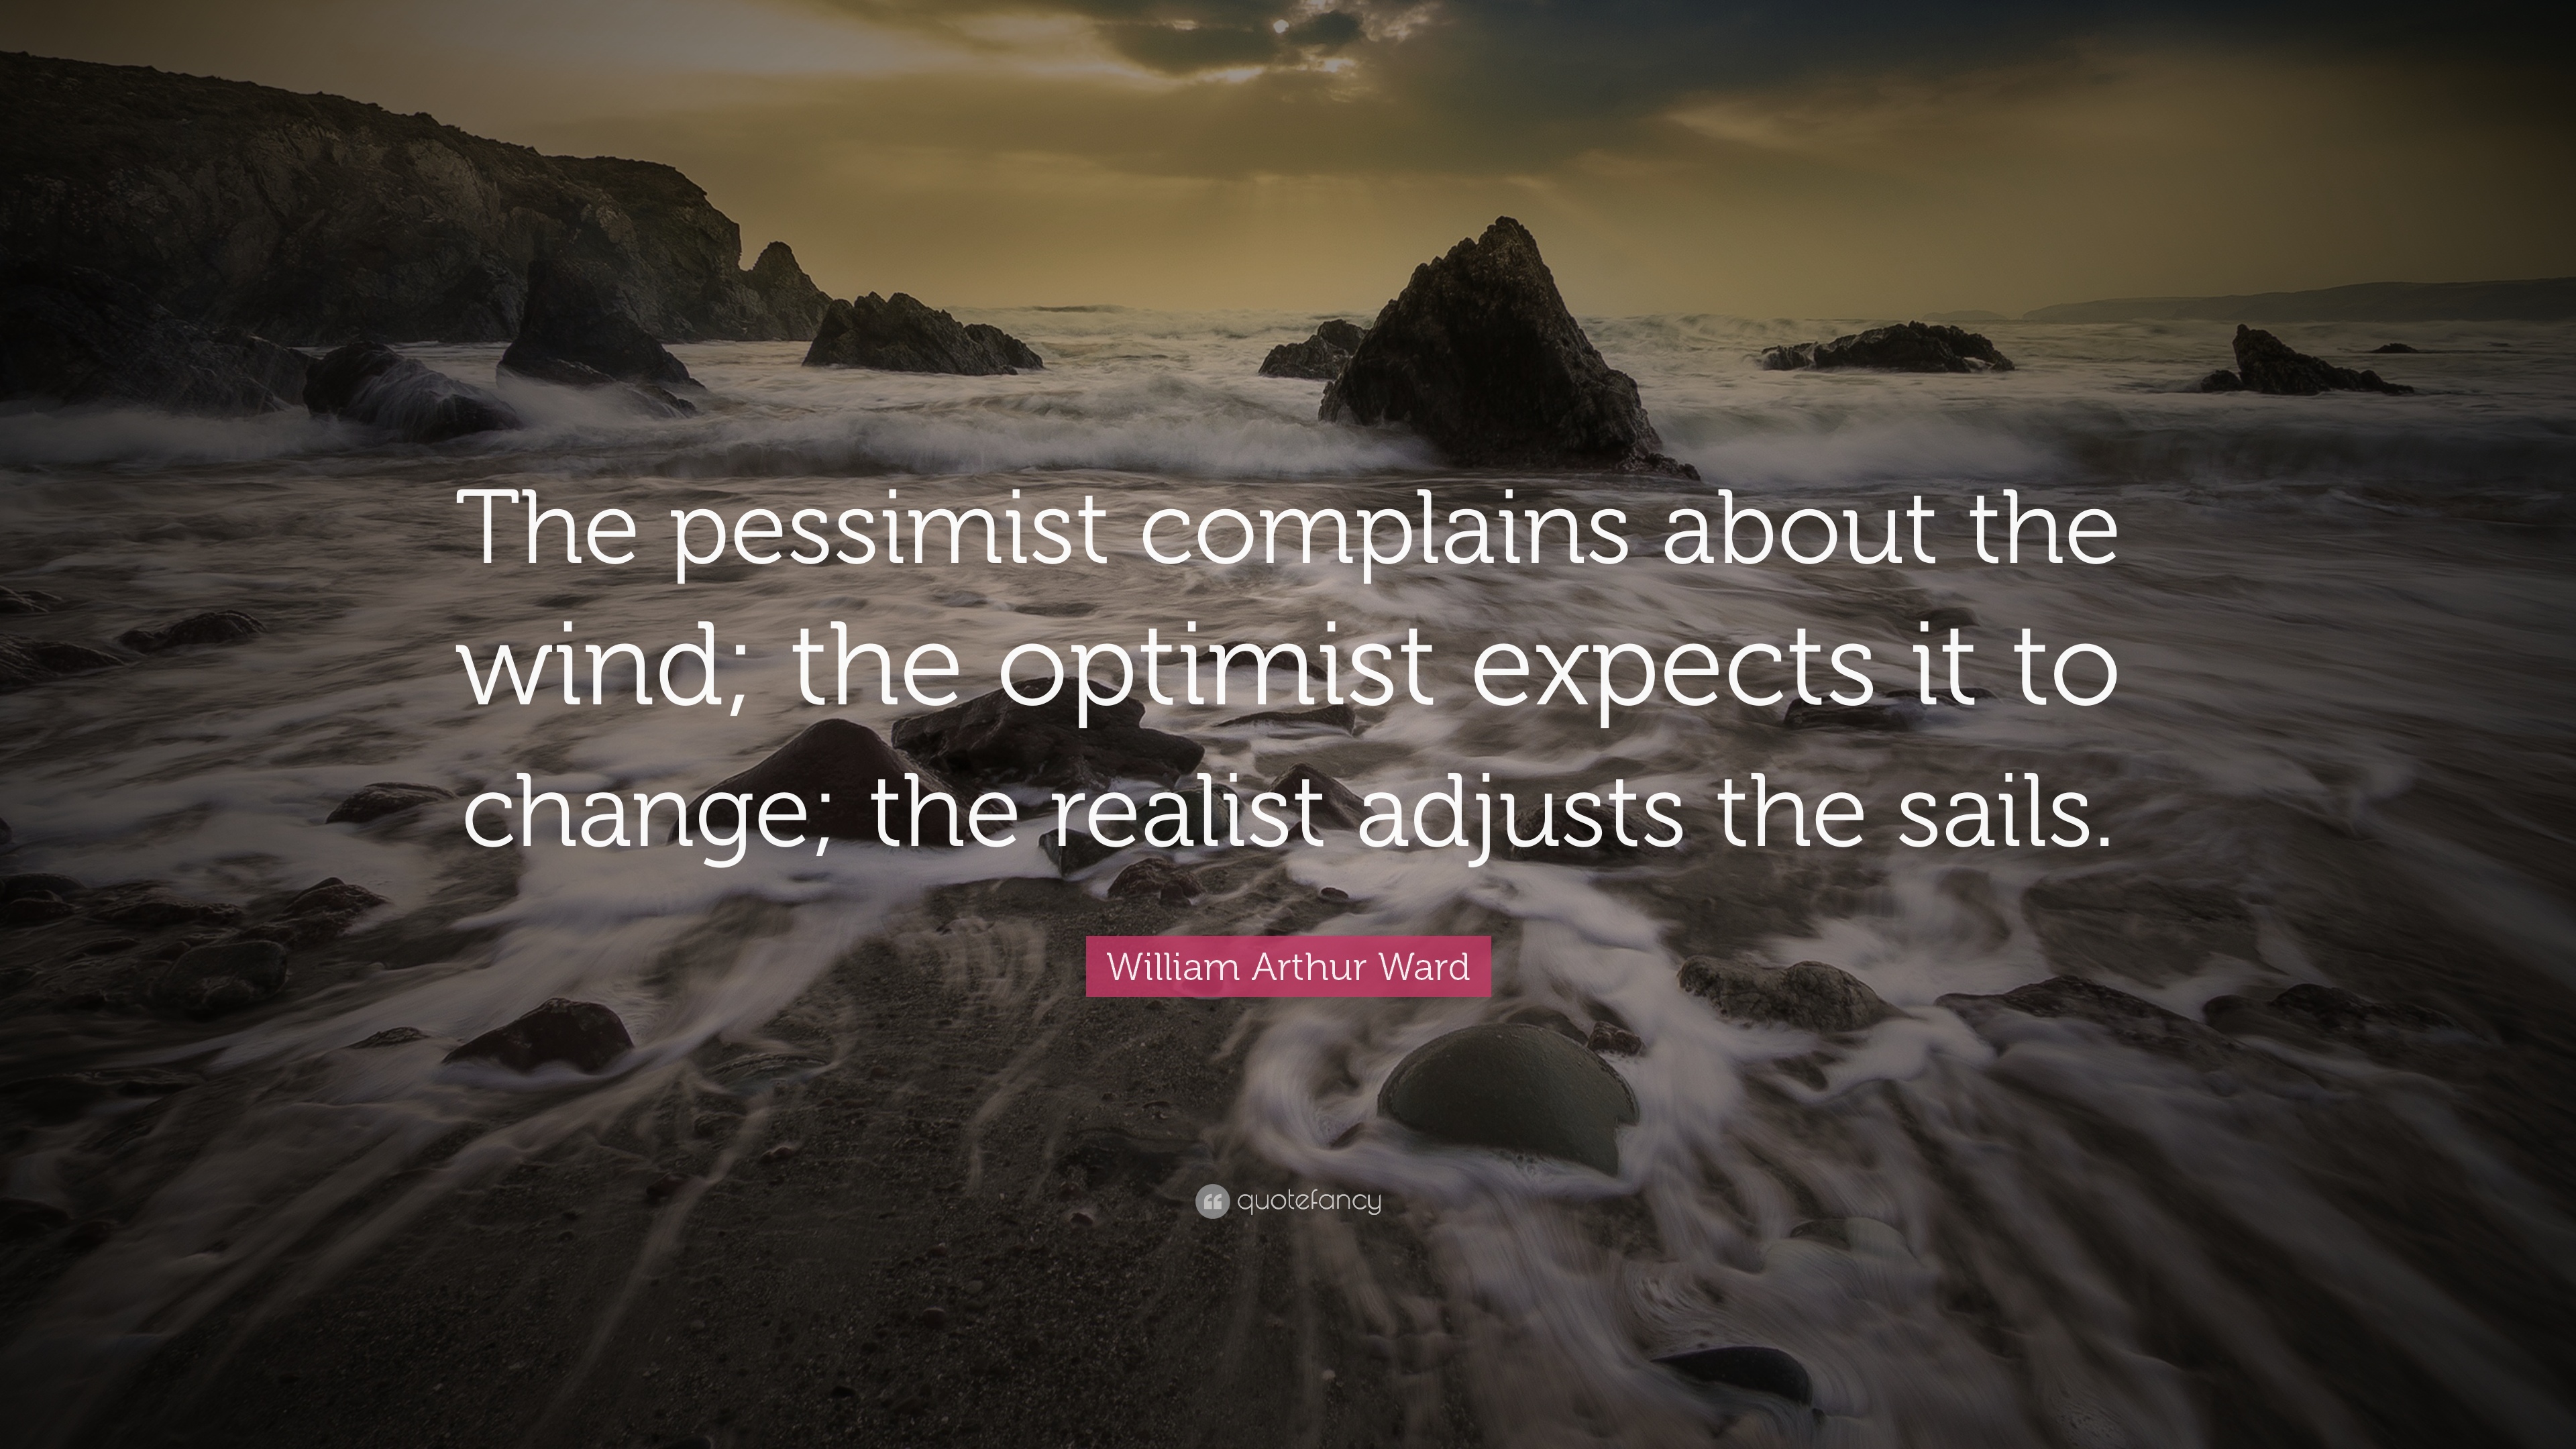 The pessimist complains about the
wind; the optimist expects it to
change; the realist adjusts the sails.
William Arthur Ward
quotefancy